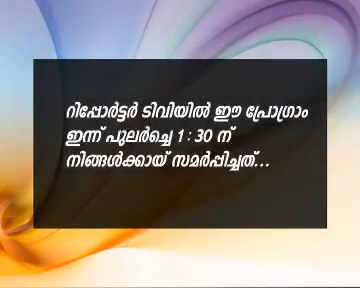 റിപ്പോർട്ടർ ടിവിയിൽ ഈ പ്രോഗ്രാം
ഇന്ന് പുലർച്ചെ 1 : 30 ന്
നിങ്ങൾക്കായ് സമർപ്പിച്ചത്...